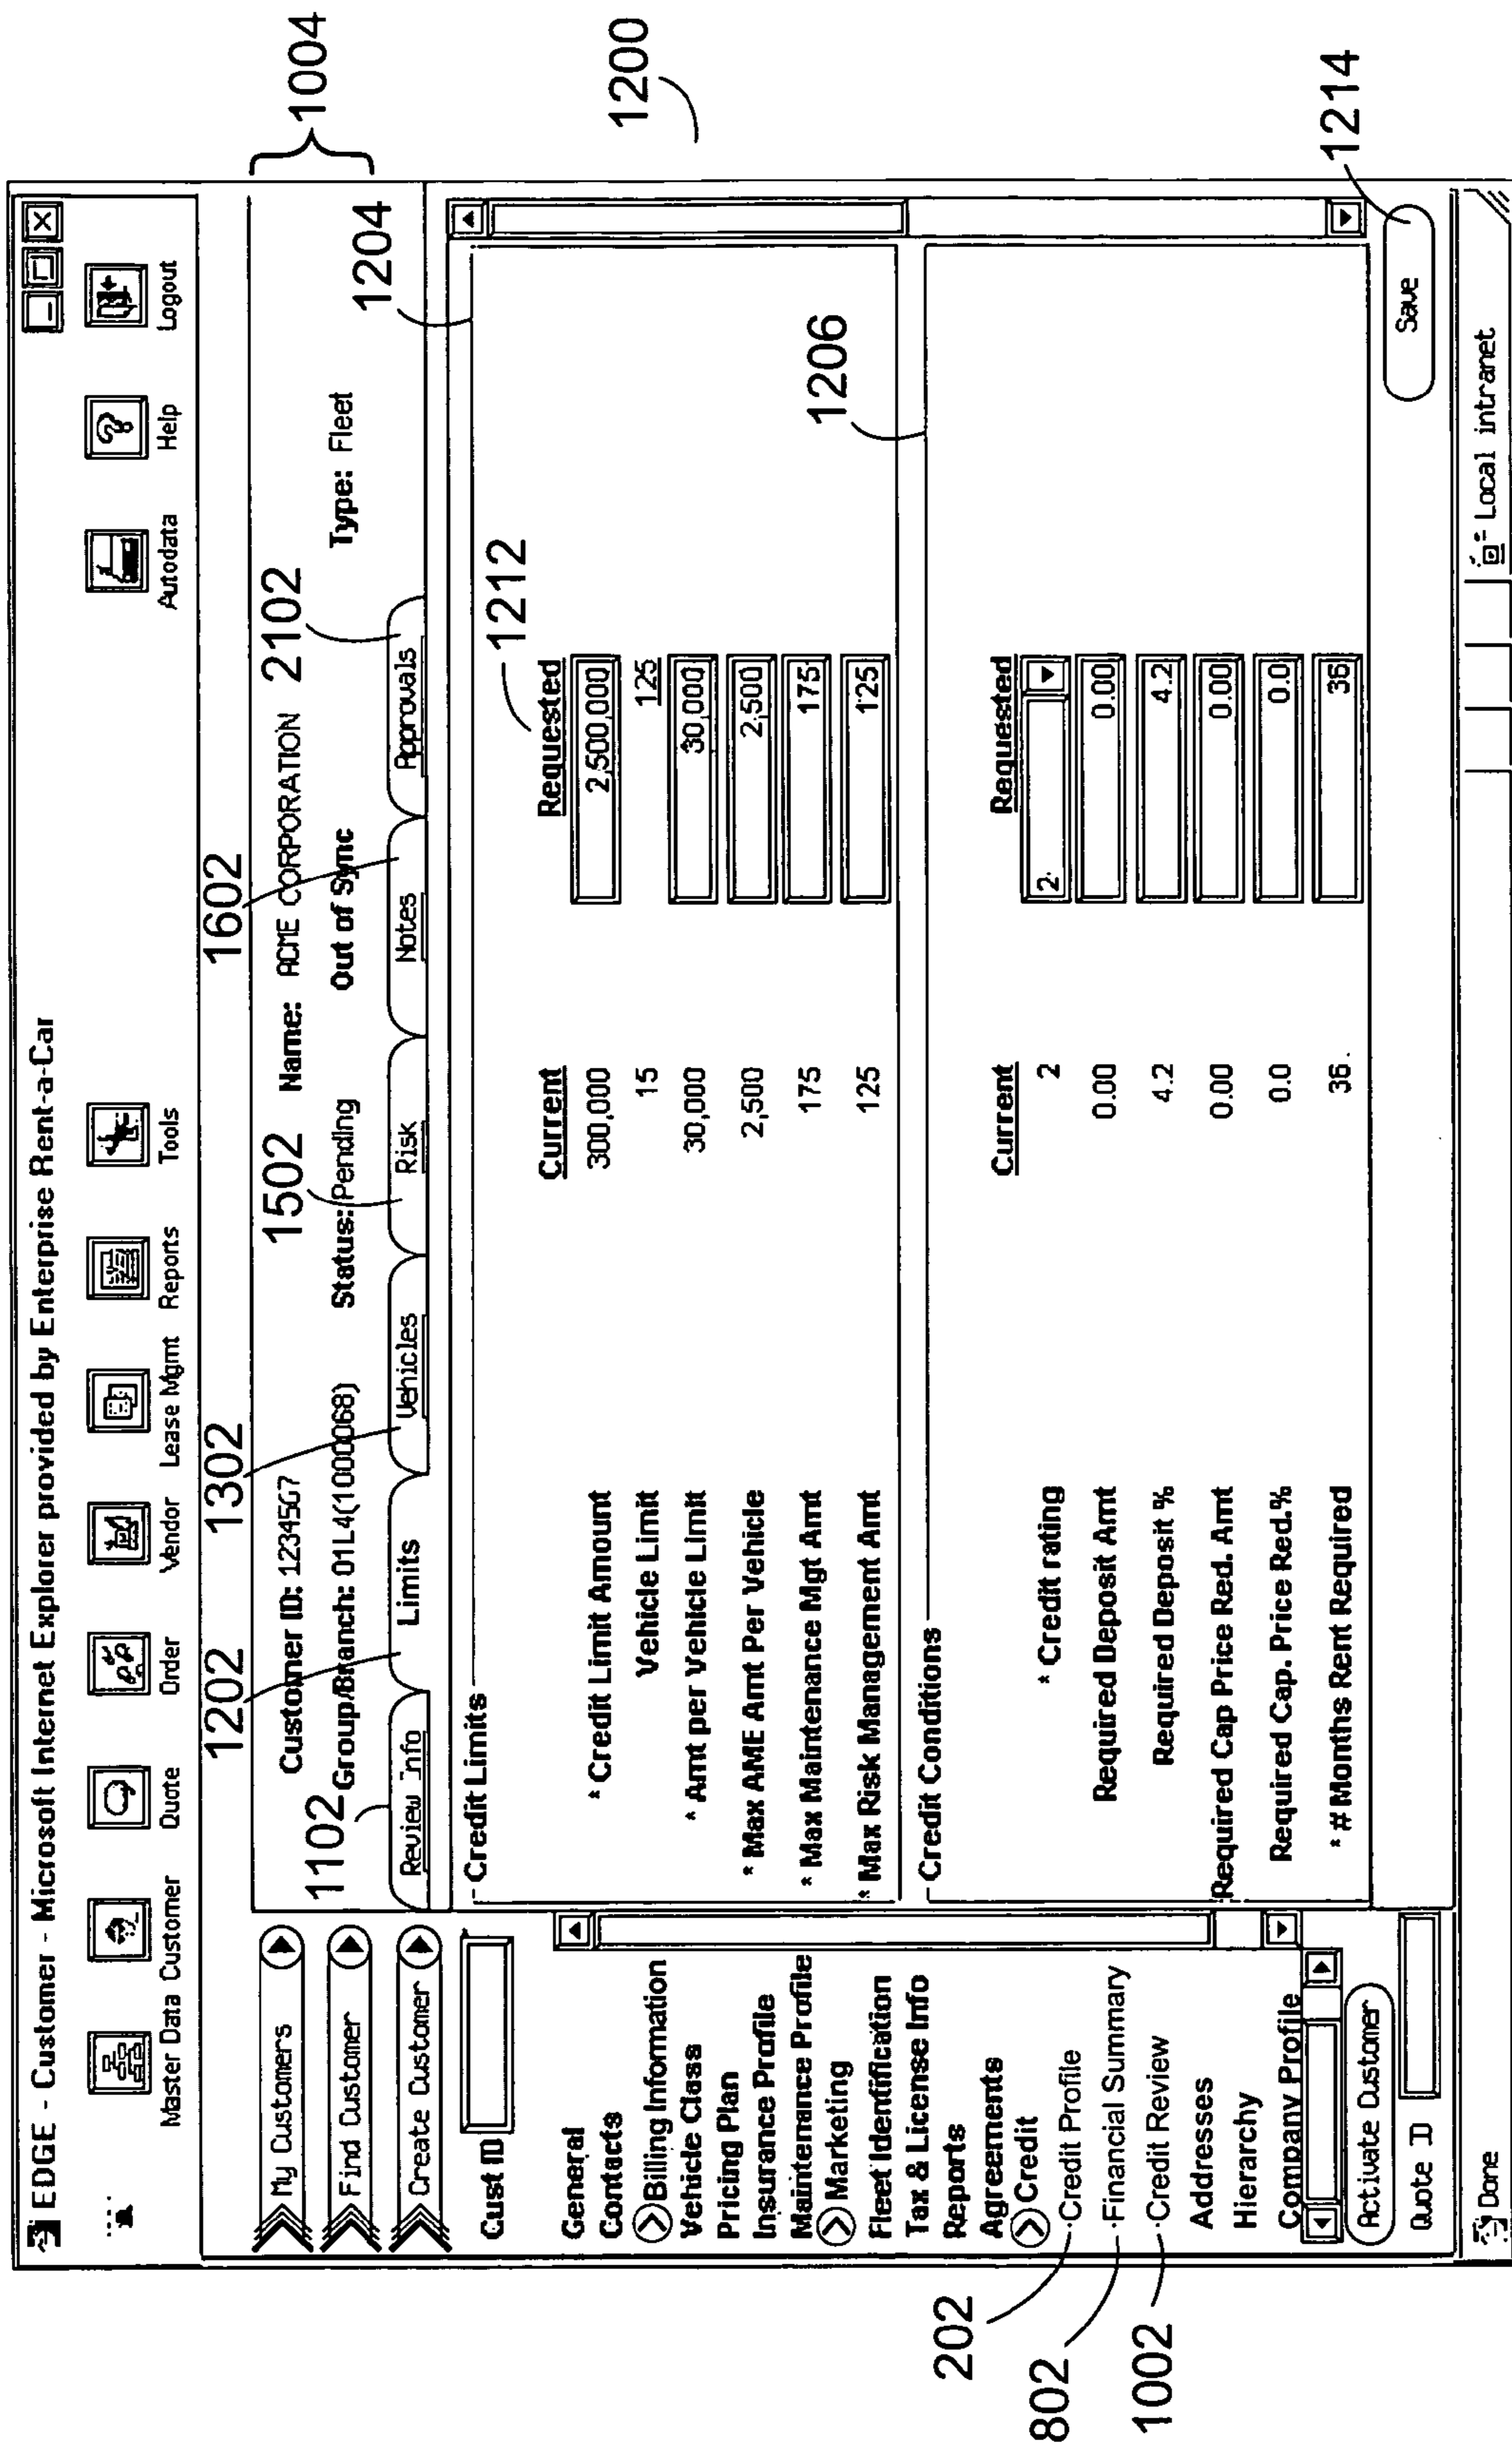 EDGE - Customer - Microsoft Internet Explorer provided by Enterprise Rent-a-Car
Master Data Customer Quote Order Vendor Lease Mgmt Reports Tools Autodata Help Logout
1202 1302 1602
My Customers
Find Customer
Create Customer
Cust ID
General
Contacts
Billing Information
Vehicle Class
Pricing Plan
Insurance Profile
Maintenance Profile
Marketing
Fleet Identification
Tax & License Info
Reports
Agreements
Credit
202 Credit Profile
802 Financial Summary
1002 Credit Review
Addresses
Hierarchy
Company Profile
Activate Customer
Quote ID
Customer ID: 1234567 1502 Name: ACME CORPORATION 2102
1004
1102 Group/Branch: 01L4(1000068) Status: Pending Out of Sync Type: Fleet
Review Info Limits Vehicles Risk Notes Approvals
1204
Credit Limits
1212
Current Requested
* Credit Limit Amount 300,000 2,500,000
Vehicle Limit 15 125
* Amt per Vehicle Limit 30,000 30,000
* Max AME Amt Per Vehicle 2,500 2,500
* Max Maintenance Mgt Amt 175 175
* Max Risk Management Amt 125 125
1200
1206
Credit Conditions
Current Requested
* Credit rating 2 2
Required Deposit Amt 0.00 0.00
Required Deposit % 4.2 4.2
Required Cap Price Red. Amt 0.00 0.00
Required Cap. Price Red.% 0.0 0.0
* # Months Rent Required 36 36
Save
1214
Done Local intranet